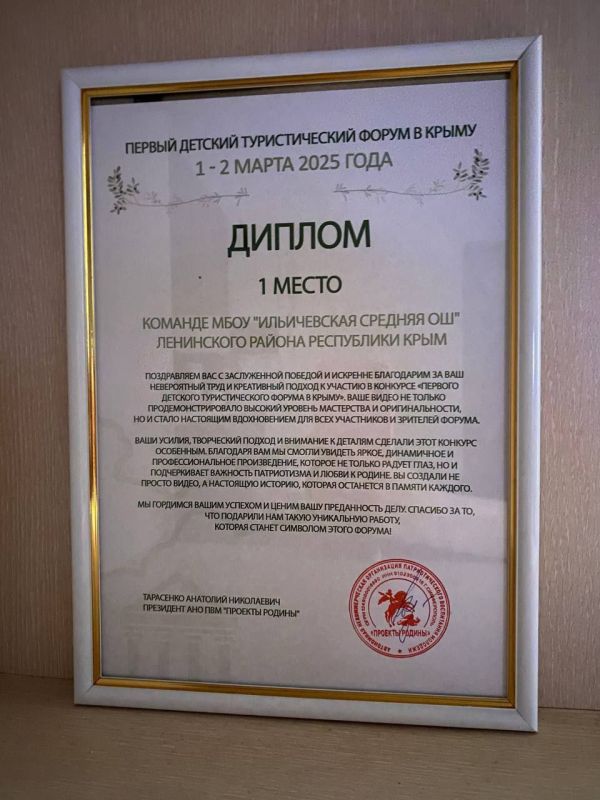 ПЕРВЫЙ ДЕТСКИЙ ТУРИСТИЧЕСКИЙ ФОРУМ В КРЫМУ
1 - 2 МАРТА 2025 ГОДА
ДИПЛОМ
1 МЕСТО
КОМАНДЕ МБОУ "ИЛЬИЧЕВСКАЯ СРЕДНЯЯ ОШ"
ЛЕНИНСКОГО РАЙОНА РЕСПУБЛИКИ КРЫМ
ПОЗДРАВЛЯЕМ ВАС С ЗАСЛУЖЕННОЙ ПОБЕДОЙ И ИСКРЕННЕ БЛАГОДАРИМ ЗА ВАШ
НЕВЕРОЯТНЫЙ ТРУД И КРЕАТИВНЫЙ ПОДХОД К УЧАСТИЮ В КОНКУРСЕ «ПЕРВОГО
ДЕТСКОГО ТУРИСТИЧЕСКОГО ФОРУМА В КРЫМУ». ВАШЕ ВИДЕО НЕ ТОЛЬКО
ПРОДЕМОНСТРИРОВАЛО ВЫСОКИЙ УРОВЕНЬ МАСТЕРСТВА И ОРИГИНАЛЬНОСТИ,
НО И СТАЛО НАСТОЯЩИМ ВДОХНОВЕНИЕМ ДЛЯ ВСЕХ УЧАСТНИКОВ И ЗРИТЕЛЕЙ ФОРУМА.
ВАШИ УСИЛИЯ, ТВОРЧЕСКИЙ ПОДХОД И ВНИМАНИЕ К ДЕТАЛЯМ СДЕЛАЛИ ЭТОТ КОНКУРС
ОСОБЕННЫМ. БЛАГОДАРЯ ВАМ МЫ СМОГЛИ УВИДЕТЬ ЯРКОЕ, ДИНАМИЧНОЕ И
ПРОФЕССИОНАЛЬНОЕ ПРОИЗВЕДЕНИЕ, КОТОРОЕ НЕ ТОЛЬКО РАДУЕТ ГЛАЗ, НО И
ПОДЧЕРКИВАЕТ ВАЖНОСТЬ ПАТРИОТИЗМА И ЛЮБВИ К РОДИНЕ. ВЫ СОЗДАЛИ НЕ
ПРОСТО ВИДЕО, А НАСТОЯЩУЮ ИСТОРИЮ, КОТОРАЯ ОСТАНЕТСЯ В ПАМЯТИ КАЖДОГО.
МЫ ГОРДИМСЯ ВАШИМ УСПЕХОМ И ЦЕНИМ ВАШУ ПРЕДАННОСТЬ ДЕЛУ. СПАСИБО ЗА ТО,
ЧТО ПОДАРИЛИ НАМ ТАКУЮ УНИКАЛЬНУЮ РАБОТУ,
КОТОРАЯ СТАНЕТ СИМВОЛОМ ЭТОГО ФОРУМА!
ТАРАСЕНКО АНАТОЛИЙ НИКОЛАЕВИЧ
ПРЕЗИДЕНТ АНО ПВМ "ПРОЕКТЫ РОДИНЫ"
АВТОНОМНАЯ НЕКОММЕРЧЕСКАЯ ОРГАНИЗАЦИЯ ПАТРИОТИЧЕСКОГО ВОСПИТАНИЯ МОЛОДЕЖИ
«ПРОЕКТЫ РОДИНЫ»